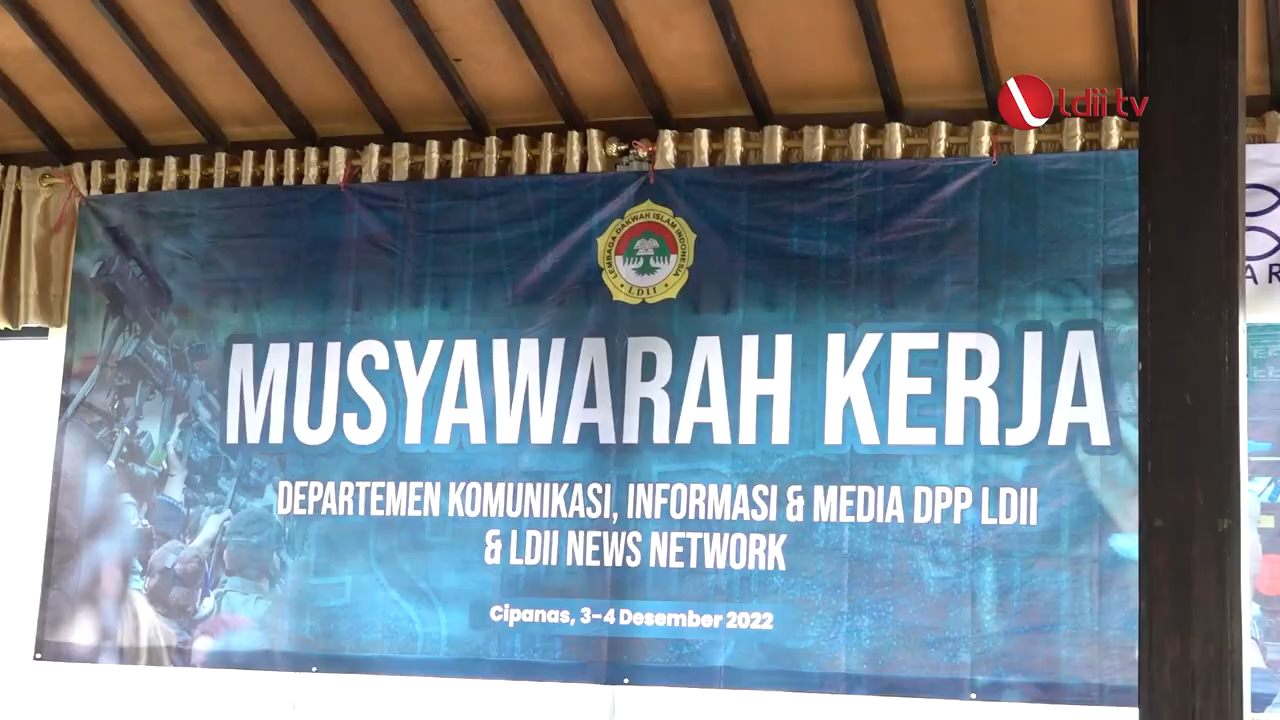 ldii tv
LEMBAGA DAKWAH ISLAM INDONESIA
LDII
MUSYAWARAH KERJA
DEPARTEMEN KOMUNIKASI, INFORMASI & MEDIA DPP LDII
& LDII NEWS NETWORK
Cipanas, 3-4 Desember 2022
AR